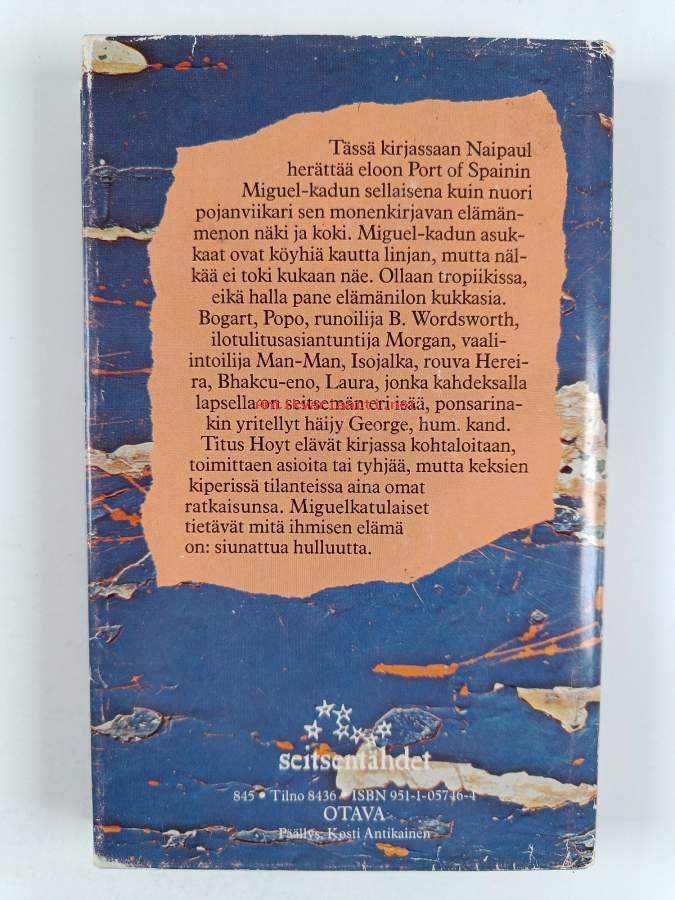 Tässä kirjassaan Naipaul
herättää eloon Port of Spainin
Miguel-kadun sellaisena kuin nuori
pojanviikari sen monenkirjavan elämän-
menon näki ja koki. Miguel-kadun asuk-
kaat ovat köyhiä kautta linjan, mutta näl-
kää ei toki kukaan näe. Ollaan tropiikissa,
eikä halla pane elämänilon kukkasia.
Bogart, Popo, runoilija B. Wordsworth,
ilotulitusasiantuntija Morgan, vaali-
intoilija Man-Man, Isojalka, rouva Herei-
ra, Bhakcu-eno, Laura, jonka kahdeksalla
lapsella on seitsemän eri isää, ponsarina-
kin yritellyt häijy George, hum. kand.
Titus Hoyt elävät kirjassa kohtaloitaan,
toimittaen asioita tai tyhjää, mutta keksien
kiperissä tilanteissa aina omat
ratkaisunsa. Miguelkatulaiset
tietävät mitä ihmisen elämä
on: siunattua hulluutta.
seitsentähdet
845 • Tilno 8436 • ISBN 951-1-05746-4
OTAVA
Päällys: Kosti Antikainen